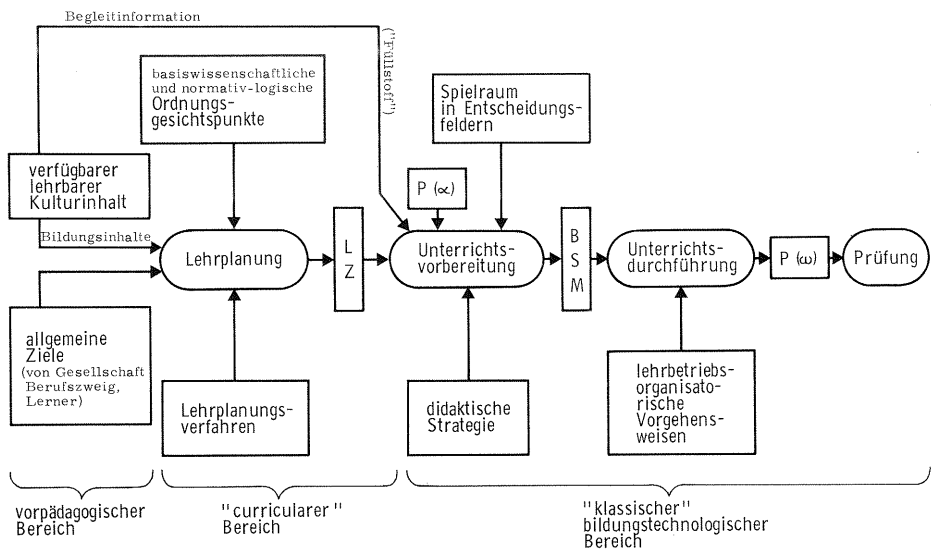 Begleitinformation
("Füllstoff")
basiswissenschaftliche
und normativ-logische
Ordnungs-
gesichtspunkte
Spielraum
in Entscheidungs-
feldern
verfügbarer
lehrbarer
Kulturinhalt
P (α)
Bildungsinhalte
Lehrplanung
L
Z
Unterrichts-
vorbereitung
B
S
M
Unterrichts-
durchführung
P (ω)
Prüfung
allgemeine
Ziele
(von Gesellschaft
Berufszweig,
Lerner)
Lehrplanungs-
verfahren
didaktische
Strategie
lehrbetriebs-
organisato-
rische
Vorgehens-
weisen
vorpädagogischer
Bereich
"curricularer"
Bereich
"klassischer"
bildungstechnologischer
Bereich